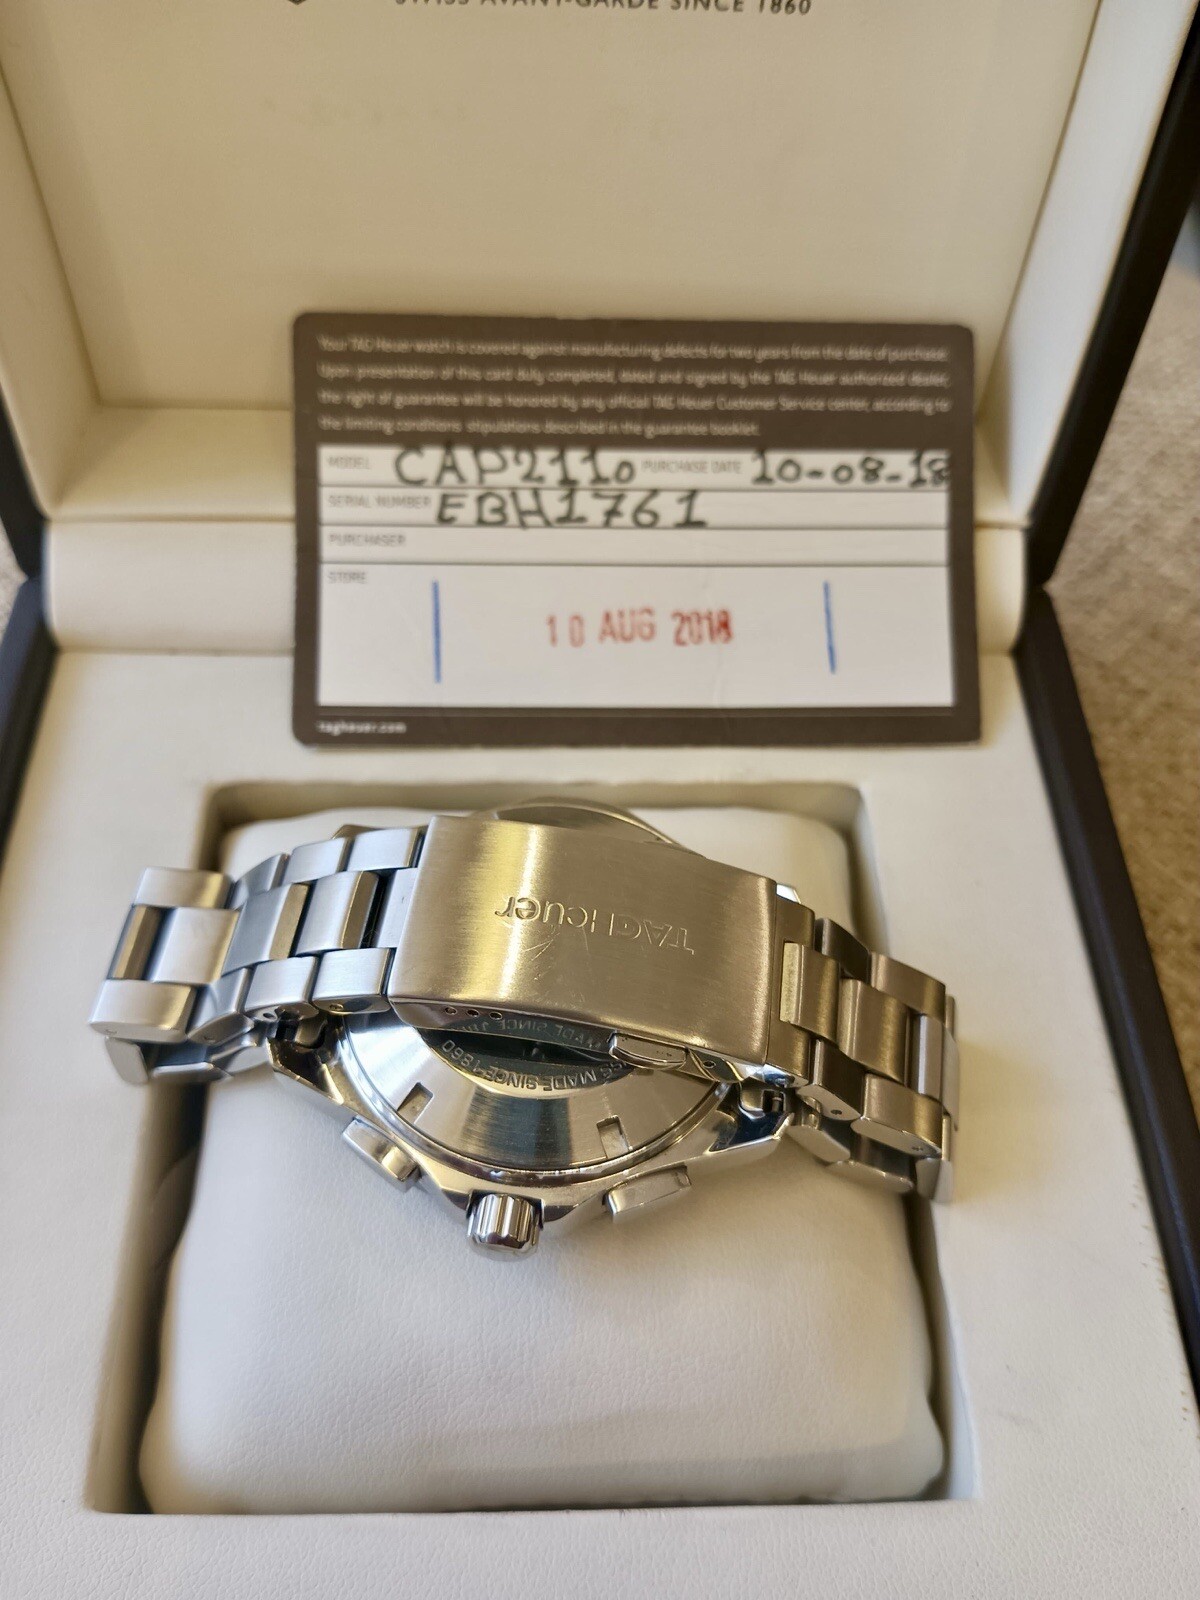 SWISS AVANT-GARDE SINCE 1860
Your TAG Heuer watch is covered against manufacturing defects for two years from the date of purchase.
Upon presentation of this card duly completed, dated and signed by the TAG Heuer authorized dealer,
the right of guarantee will be honored by any official TAG Heuer Customer Service center, according to
the limiting conditions stipulations described in the guarantee booklet.
MODEL CAP2110 PURCHASE DATE 10-08-18
SERIAL NUMBER EBH1761
PURCHASER
STORE
10 AUG 2018
tagheuer.com
TAGHeuer
MADE SINCE 1860